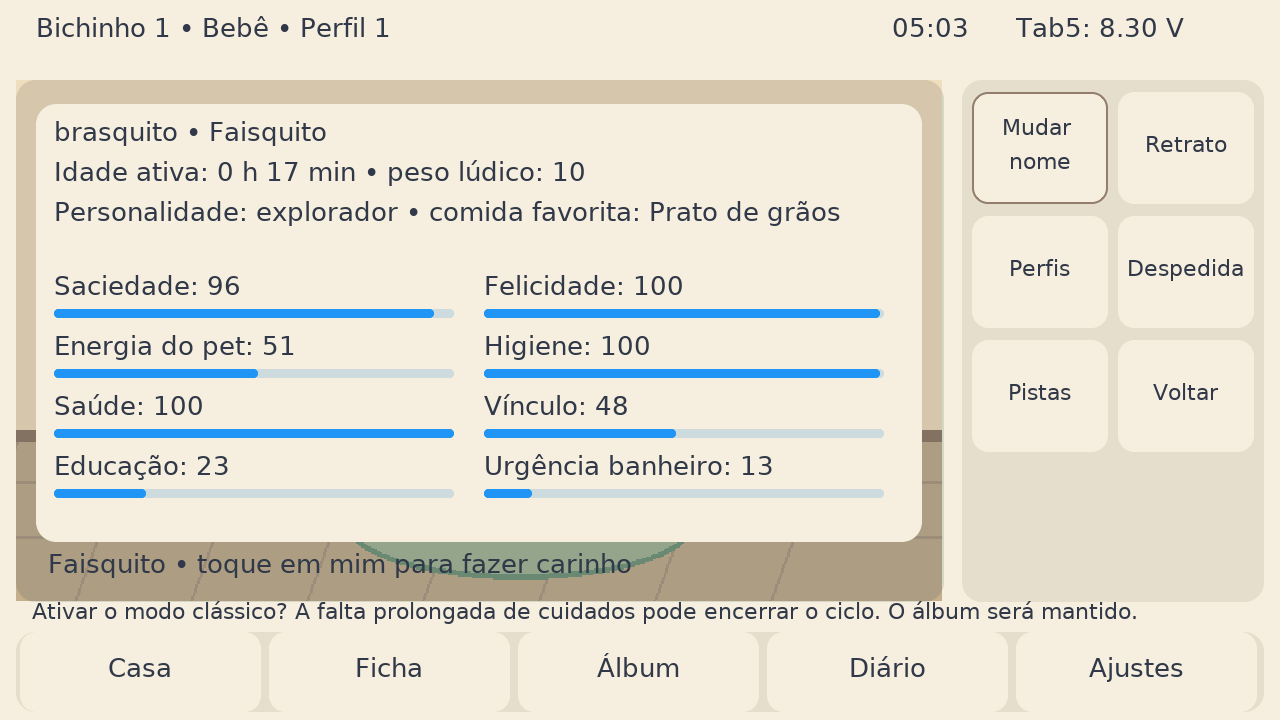 Bichinho 1 • Bebê • Perfil 1
05:03
Tab5: 8.30 V
brasquito • Faisquito
Idade ativa: 0 h 17 min • peso lúdico: 10
Personalidade: explorador • comida favorita: Prato de grãos
Saciedade: 96
Felicidade: 100
Energia do pet: 51
Higiene: 100
Saúde: 100
Vínculo: 48
Educação: 23
Urgência banheiro: 13
Faisquito • toque em mim para fazer carinho
Mudar
nome
Retrato
Perfis
Despedida
Pistas
Voltar
Ativar o modo clássico? A falta prolongada de cuidados pode encerrar o ciclo. O álbum será mantido.
Casa
Ficha
Álbum
Diário
Ajustes